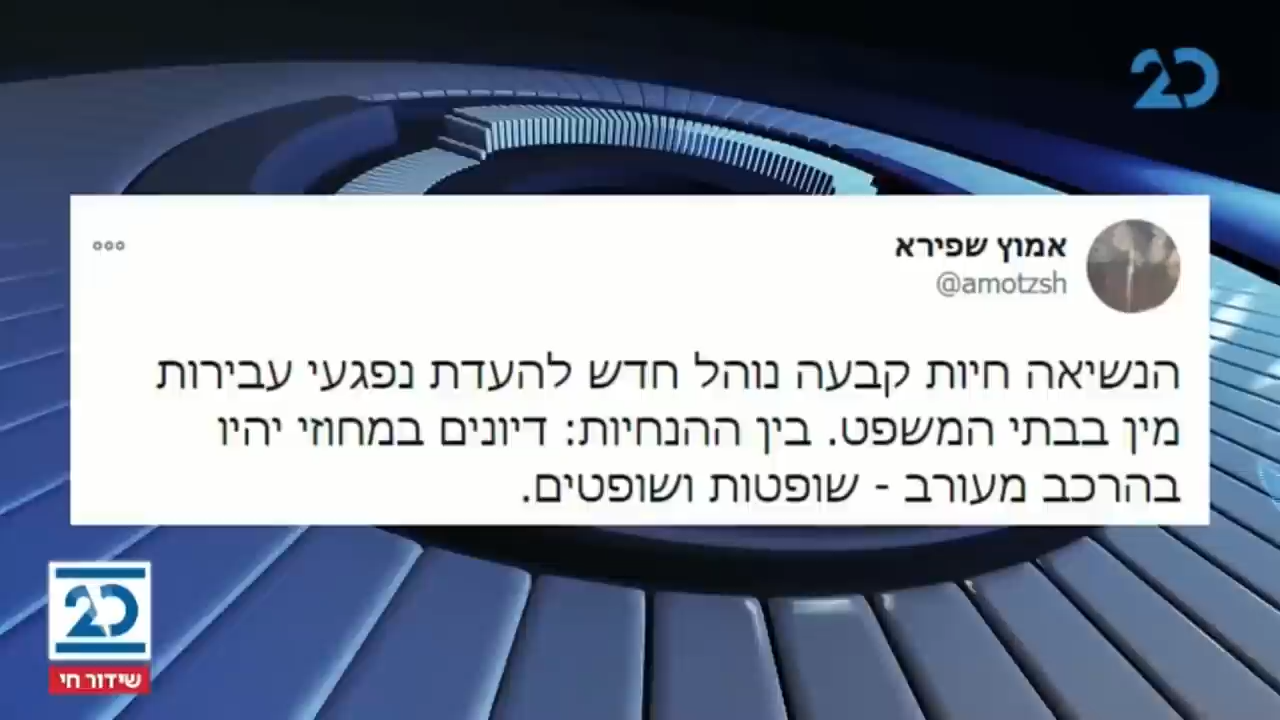 20
אמוץ שפירא
@amotzsh
הנשיאה חיות קבעה נוהל חדש להעדת נפגעי עבירות
מין בבתי המשפט. בין ההנחיות: דיונים במחוזי יהיו
בהרכב מעורב - שופטות ושופטים.
20
שידור חי